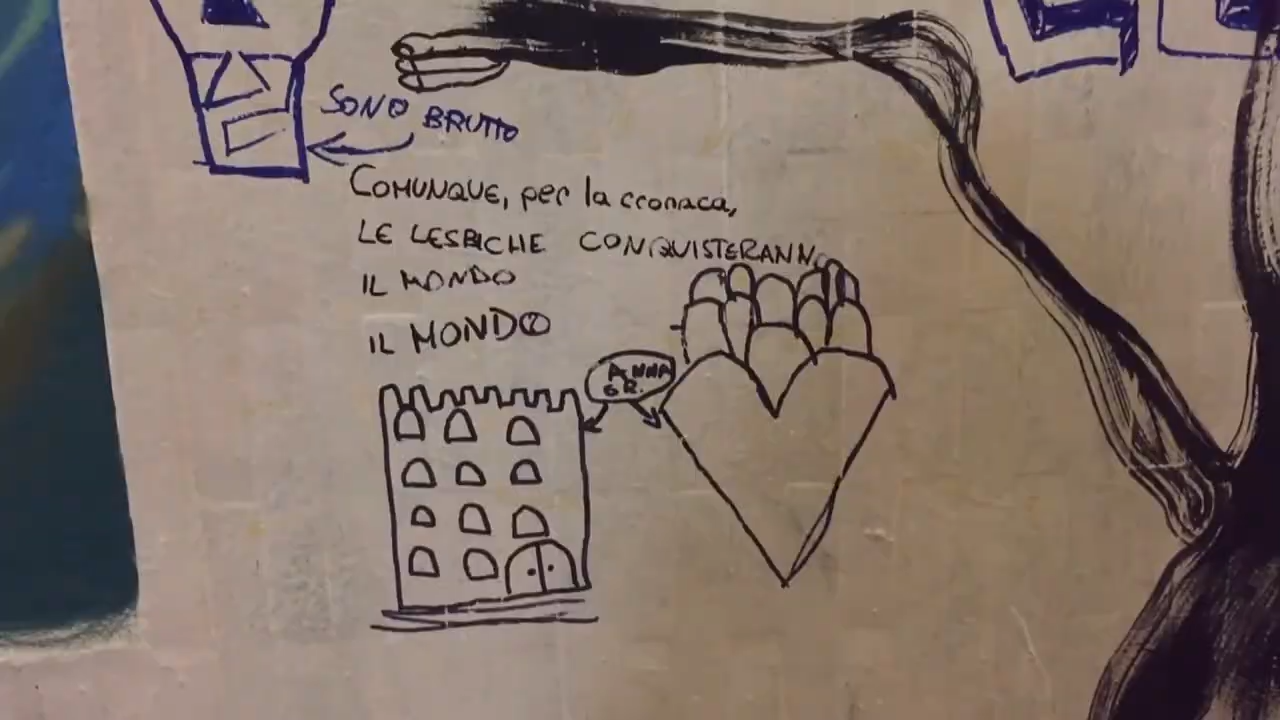 SONO BRUTTO
COMUNQUE, per la cronaca,
LE LESBICHE CONQUISTERANNO
IL MONDO
IL MONDO
ANNA
GR.